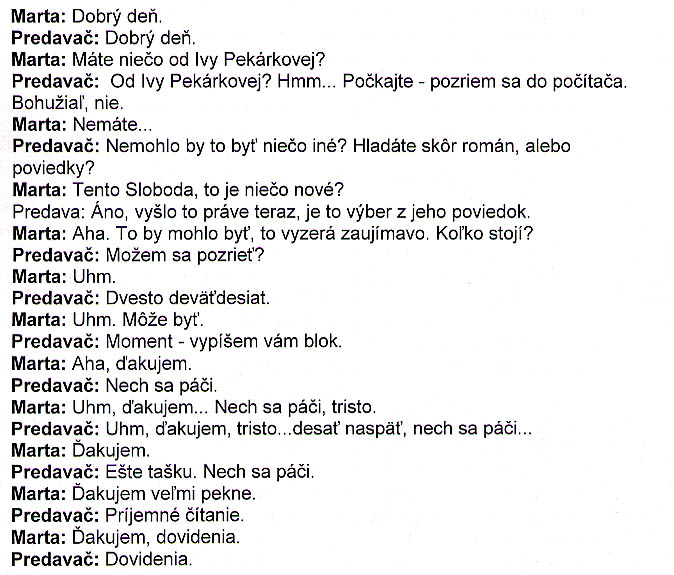 Marta: Dobrý deň.
Predavač: Dobrý deň.
Marta: Máte niečo od Ivy Pekárkovej?
Predavač: Od Ivy Pekárkovej? Hmm... Počkajte - pozriem sa do počítača.
Bohužiaľ, nie.
Marta: Nemáte...
Predavač: Nemohlo by to byť niečo iné? Hladáte skôr román, alebo
poviedky?
Marta: Tento Sloboda, to je niečo nové?
Predava: Áno, vyšlo to práve teraz, je to výber z jeho poviedok.
Marta: Aha. To by mohlo byť, to vyzerá zaujímavo. Koľko stojí?
Predavač: Možem sa pozrieť?
Marta: Uhm.
Predavač: Dvesto deväťdesiat.
Marta: Uhm. Môže byť.
Predavač: Moment - vypíšem vám blok.
Marta: Aha, ďakujem.
Predavač: Nech sa páči.
Marta: Uhm, ďakujem... Nech sa páči, tristo.
Predavač: Uhm, ďakujem, tristo...desať naspäť, nech sa páči...
Marta: Ďakujem.
Predavač: Ešte tašku. Nech sa páči.
Marta: Ďakujem veľmi pekne.
Predavač: Príjemné čítanie.
Marta: Ďakujem, dovidenia.
Predavač: Dovidenia.